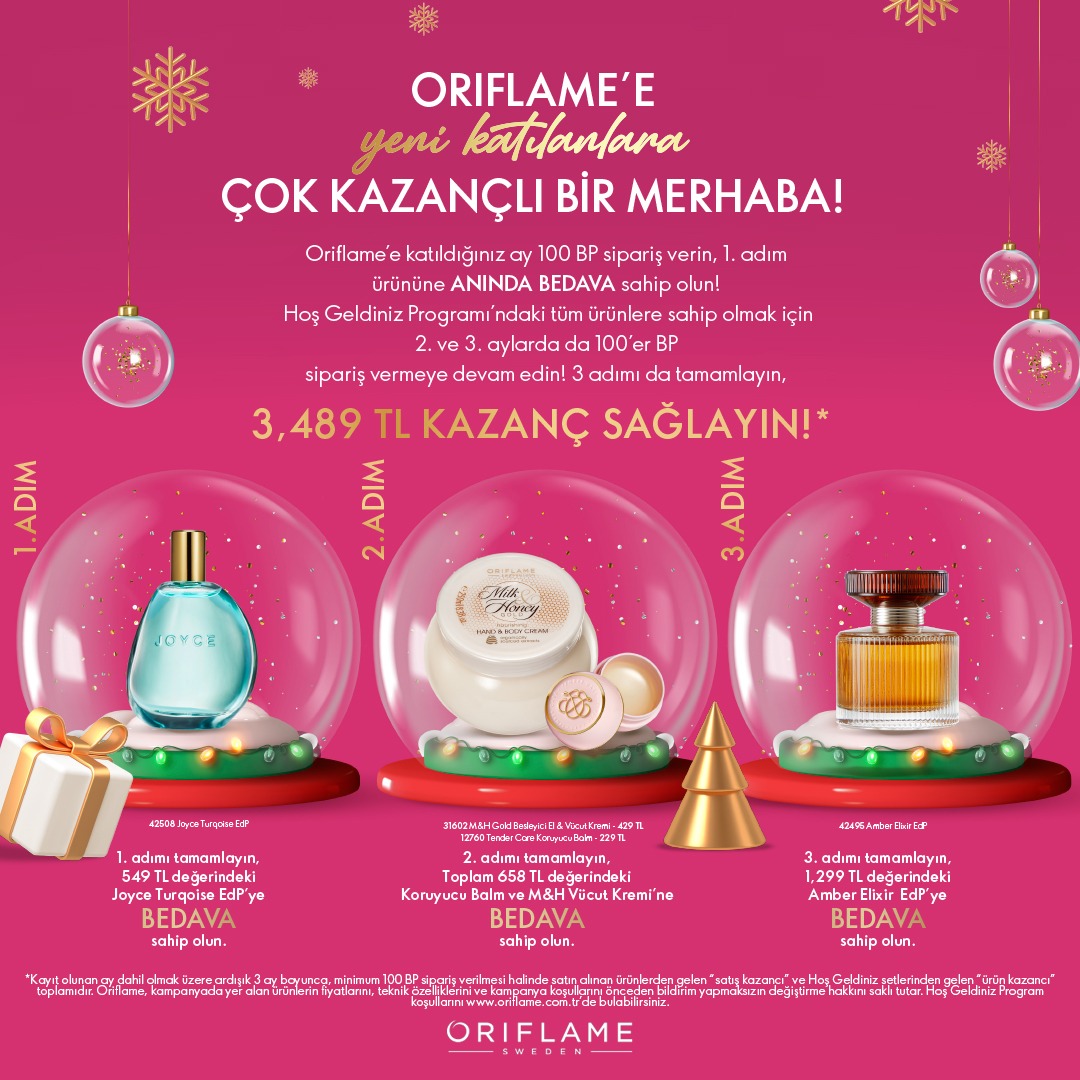 ORIFLAME'E
yeni katılanlara
ÇOK KAZANÇLI BİR MERHABA!
Oriflame'e katıldığınız ay 100 BP sipariş verin, 1. adım
ürününe ANINDA BEDAVA sahip olun!
Hoş Geldiniz Programı'ndaki tüm ürünlere sahip olmak için
2. ve 3. aylarda da 100'er BP
sipariş vermeye devam edin! 3 adımı da tamamlayın,
3,489 TL KAZANÇ SAĞLAYIN!*
1.ADIM
JOYCE
42508 Joyce Turqoise EdP
1. adımı tamamlayın,
549 TL değerindeki
Joyce Turqoise EdP'ye
BEDAVA
sahip olun.
2.ADIM
ORIFLAME
Milk & Honey
GOLD
nourishing
HAND & BODY CREAM
31602 M&H Gold Besleyici El & Vücut Kremi - 429 TL
12760 Tender Care Koruyucu Balm - 229 TL
2. adımı tamamlayın,
Toplam 658 TL değerindeki
Koruyucu Balm ve M&H Vücut Kremi'ne
BEDAVA
sahip olun.
3.ADIM
42495 Amber Elixir EdP
3. adımı tamamlayın,
1,299 TL değerindeki
Amber Elixir EdP'ye
BEDAVA
sahip olun.
*Kayıt olunan ay dahil olmak üzere ardışık 3 ay boyunca, minimum 100 BP sipariş verilmesi halinde satın alınan ürünlerden gelen "satış kazancı" ve Hoş Geldiniz setlerinden gelen "ürün kazancı"
toplamıdır. Oriflame, kampanyada yer alan ürünlerin fiyatlarını, teknik özelliklerini ve kampanya koşullarını önceden bildirim yapmaksızın değiştirme hakkını saklı tutar. Hoş Geldiniz Program
koşullarını www.oriflame.com.tr'de bulabilirsiniz.
ORIFLAME
SWEDEN